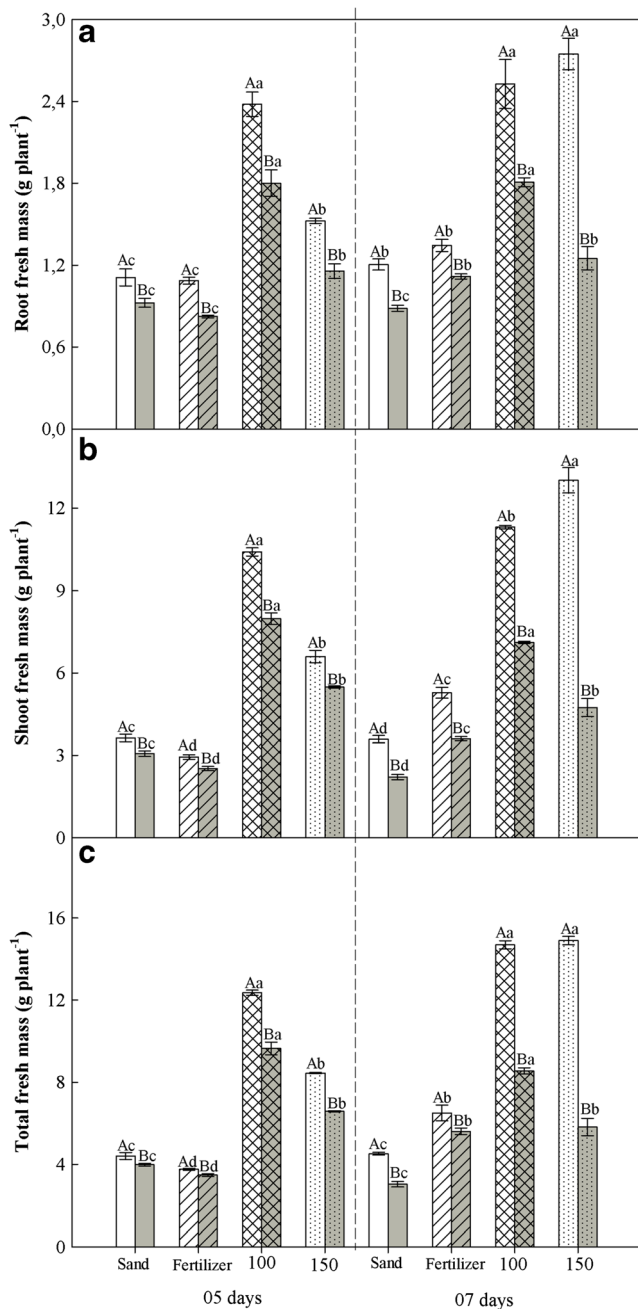 a
Root fresh mass (g plant⁻¹)
3,0
2,4
1,8
1,2
0,6
0,0
Ac Bc Ac Bc Aa Ba Ab Bb Ab Bc Ab Bb Aa Ba Aa Bb
b
Shoot fresh mass (g plant⁻¹)
12
9
6
3
0
Ac Bc Ad Bd Aa Ba Ab Bb Ad Bd Ac Bc Ab Ba Aa Bb
c
Total fresh mass (g plant⁻¹)
16
12
8
4
0
Ac Bc Ad Bd Aa Ba Ab Bb Ac Bc Ab Bb Aa Ba Aa Bb
Sand Fertilizer 100 150 Sand Fertilizer 100 150
05 days 07 days